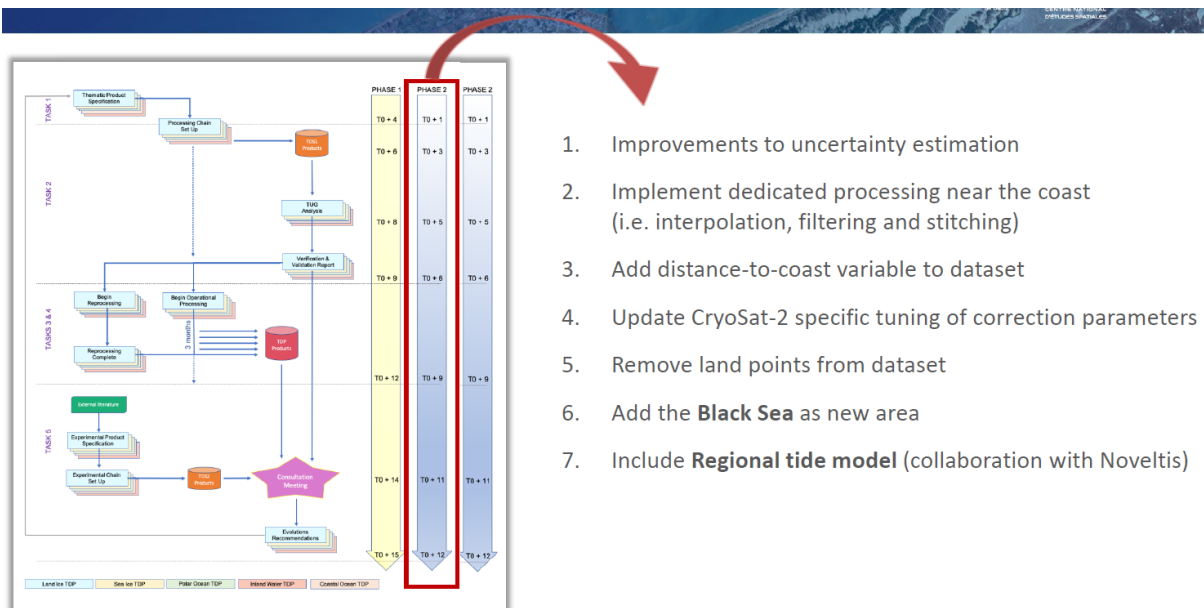 CENTRE NATIONAL
D'ÉTUDES SPATIALES
PHASE 1 PHASE 2 PHASE 2
TASK 1
Thematic Product
Specification
Processing Chain
Set Up
T0 + 4 T0 + 1 T0 + 1
TDS1
Products
T0 + 6 T0 + 3 T0 + 3
TASK 2
TUG
Analysis
T0 + 8 T0 + 5 T0 + 5
Verification &
Validation Report
T0 + 9 T0 + 6 T0 + 6
TASKS 3 & 4
Begin
Reprocessing
Begin Operational
Processing
3 months
TDP
Products
Reprocessing
Complete
T0 + 12 T0 + 9 T0 + 9
TASK 5
External literature
Experimental Product
Specification
Experimental Chain
Set Up
Products
Consultation
Meeting
T0 + 14 T0 + 11 T0 + 11
Evolutions
Recommendations
T0 + 15 T0 + 12 T0 + 12
Land Ice TDP Sea Ice TDP Polar Ocean TDP Inland Water TDP Coastal Ocean TDP
1. Improvements to uncertainty estimation
2. Implement dedicated processing near the coast
(i.e. interpolation, filtering and stitching)
3. Add distance-to-coast variable to dataset
4. Update CryoSat-2 specific tuning of correction parameters
5. Remove land points from dataset
6. Add the Black Sea as new area
7. Include Regional tide model (collaboration with Noveltis)